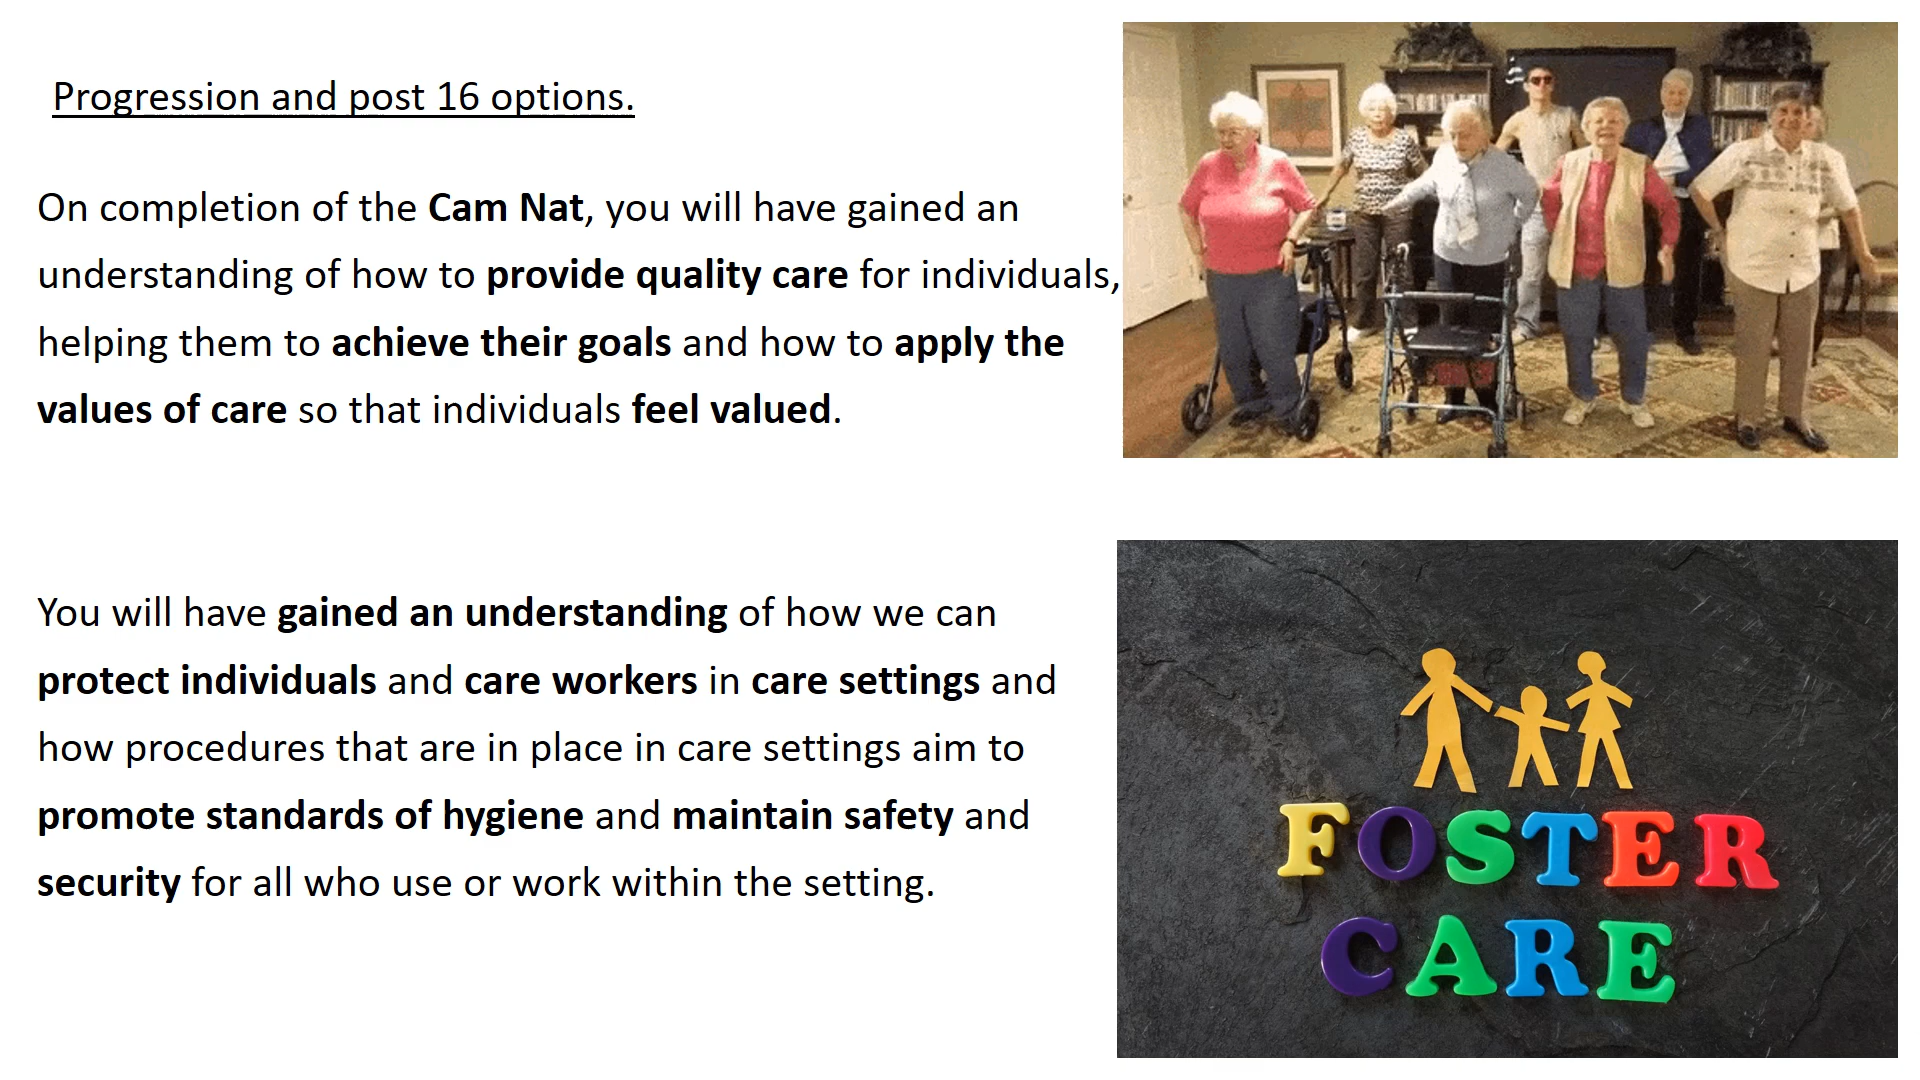 Progression and post 16 options.
On completion of the Cam Nat, you will have gained an
understanding of how to provide quality care for individuals,
helping them to achieve their goals and how to apply the
values of care so that individuals feel valued.
You will have gained an understanding of how we can
protect individuals and care workers in care settings and
how procedures that are in place in care settings aim to
promote standards of hygiene and maintain safety and
security for all who use or work within the setting.
FOSTER
CARE